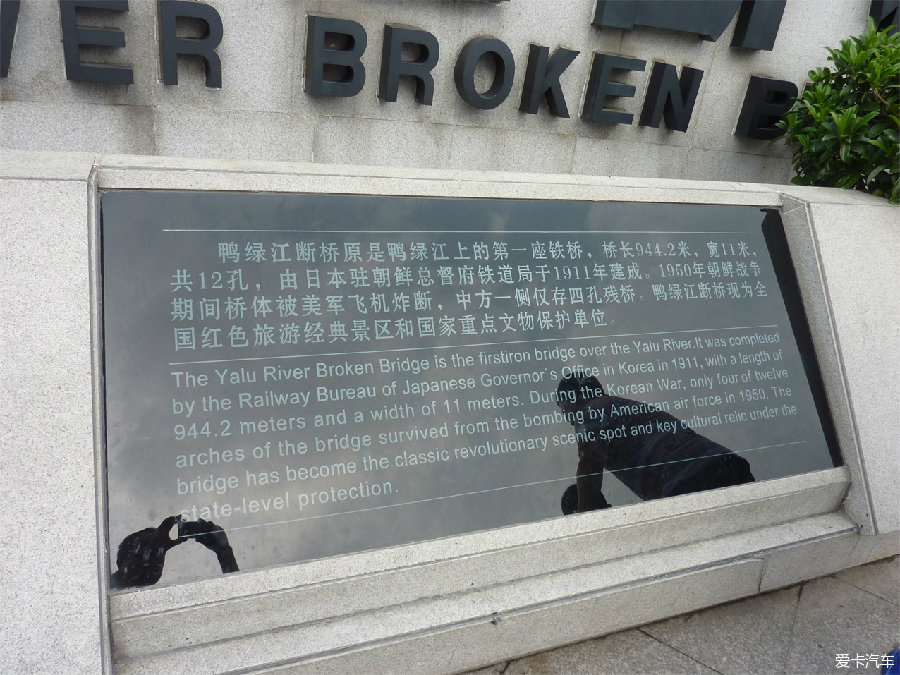 VER BROKEN B
鸭绿江断桥原是鸭绿江上的第一座铁桥，桥长944.2米，宽11米，
共12孔，由日本驻朝鲜总督府铁道局于1911年建成。1950年朝鲜战争
期间桥体被美军飞机炸断，中方一侧仅存四孔残桥。鸭绿江断桥现为全
国红色旅游经典景区和国家重点文物保护单位。
The Yalu River Broken Bridge is the firstiron bridge over the Yalu River.It was completed
by the Railway Bureau of Japanese Governor's Office in Korea in 1911, with a length of
944.2 meters and a width of 11 meters. During the Korean War, only four of twelve
arches of the bridge survived from the bombing by American air force in 1950. The
bridge has become the classic revolutionary scenic spot and key cultural relic under the
state-level protection.
爱卡汽车